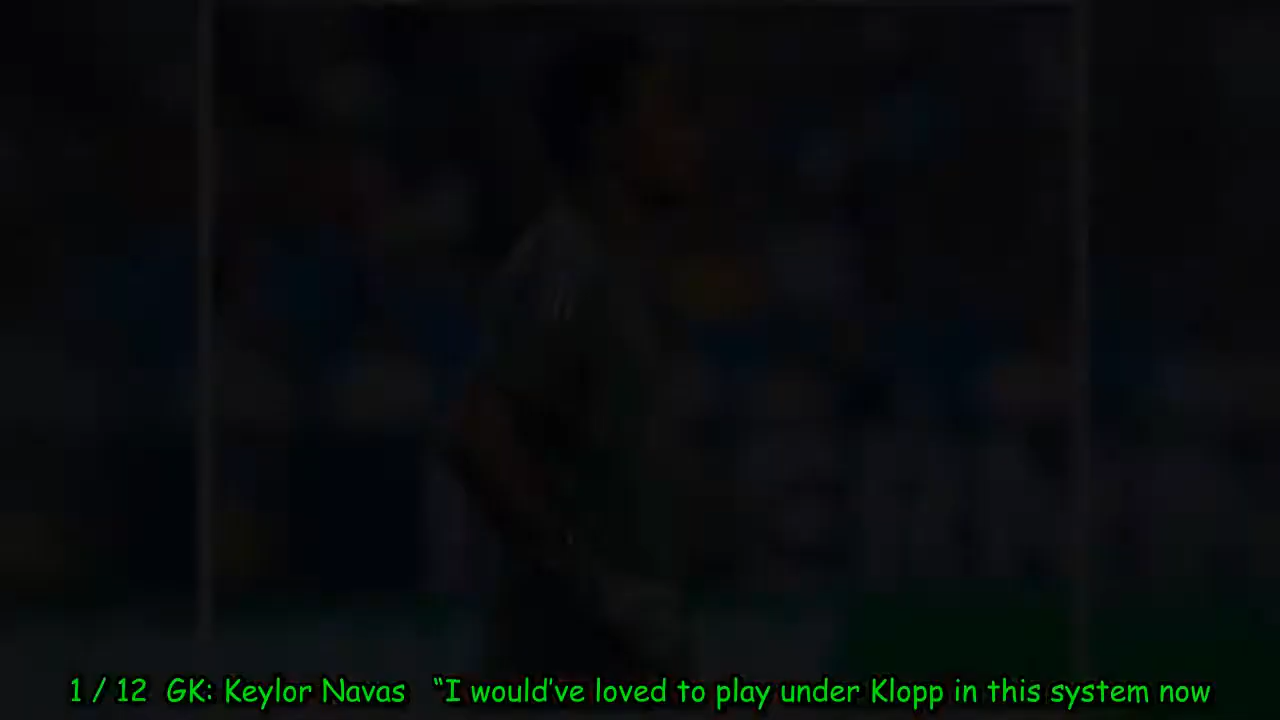 1 / 12 GK: Keylor Navas “I would’ve loved to play under Klopp in this system now